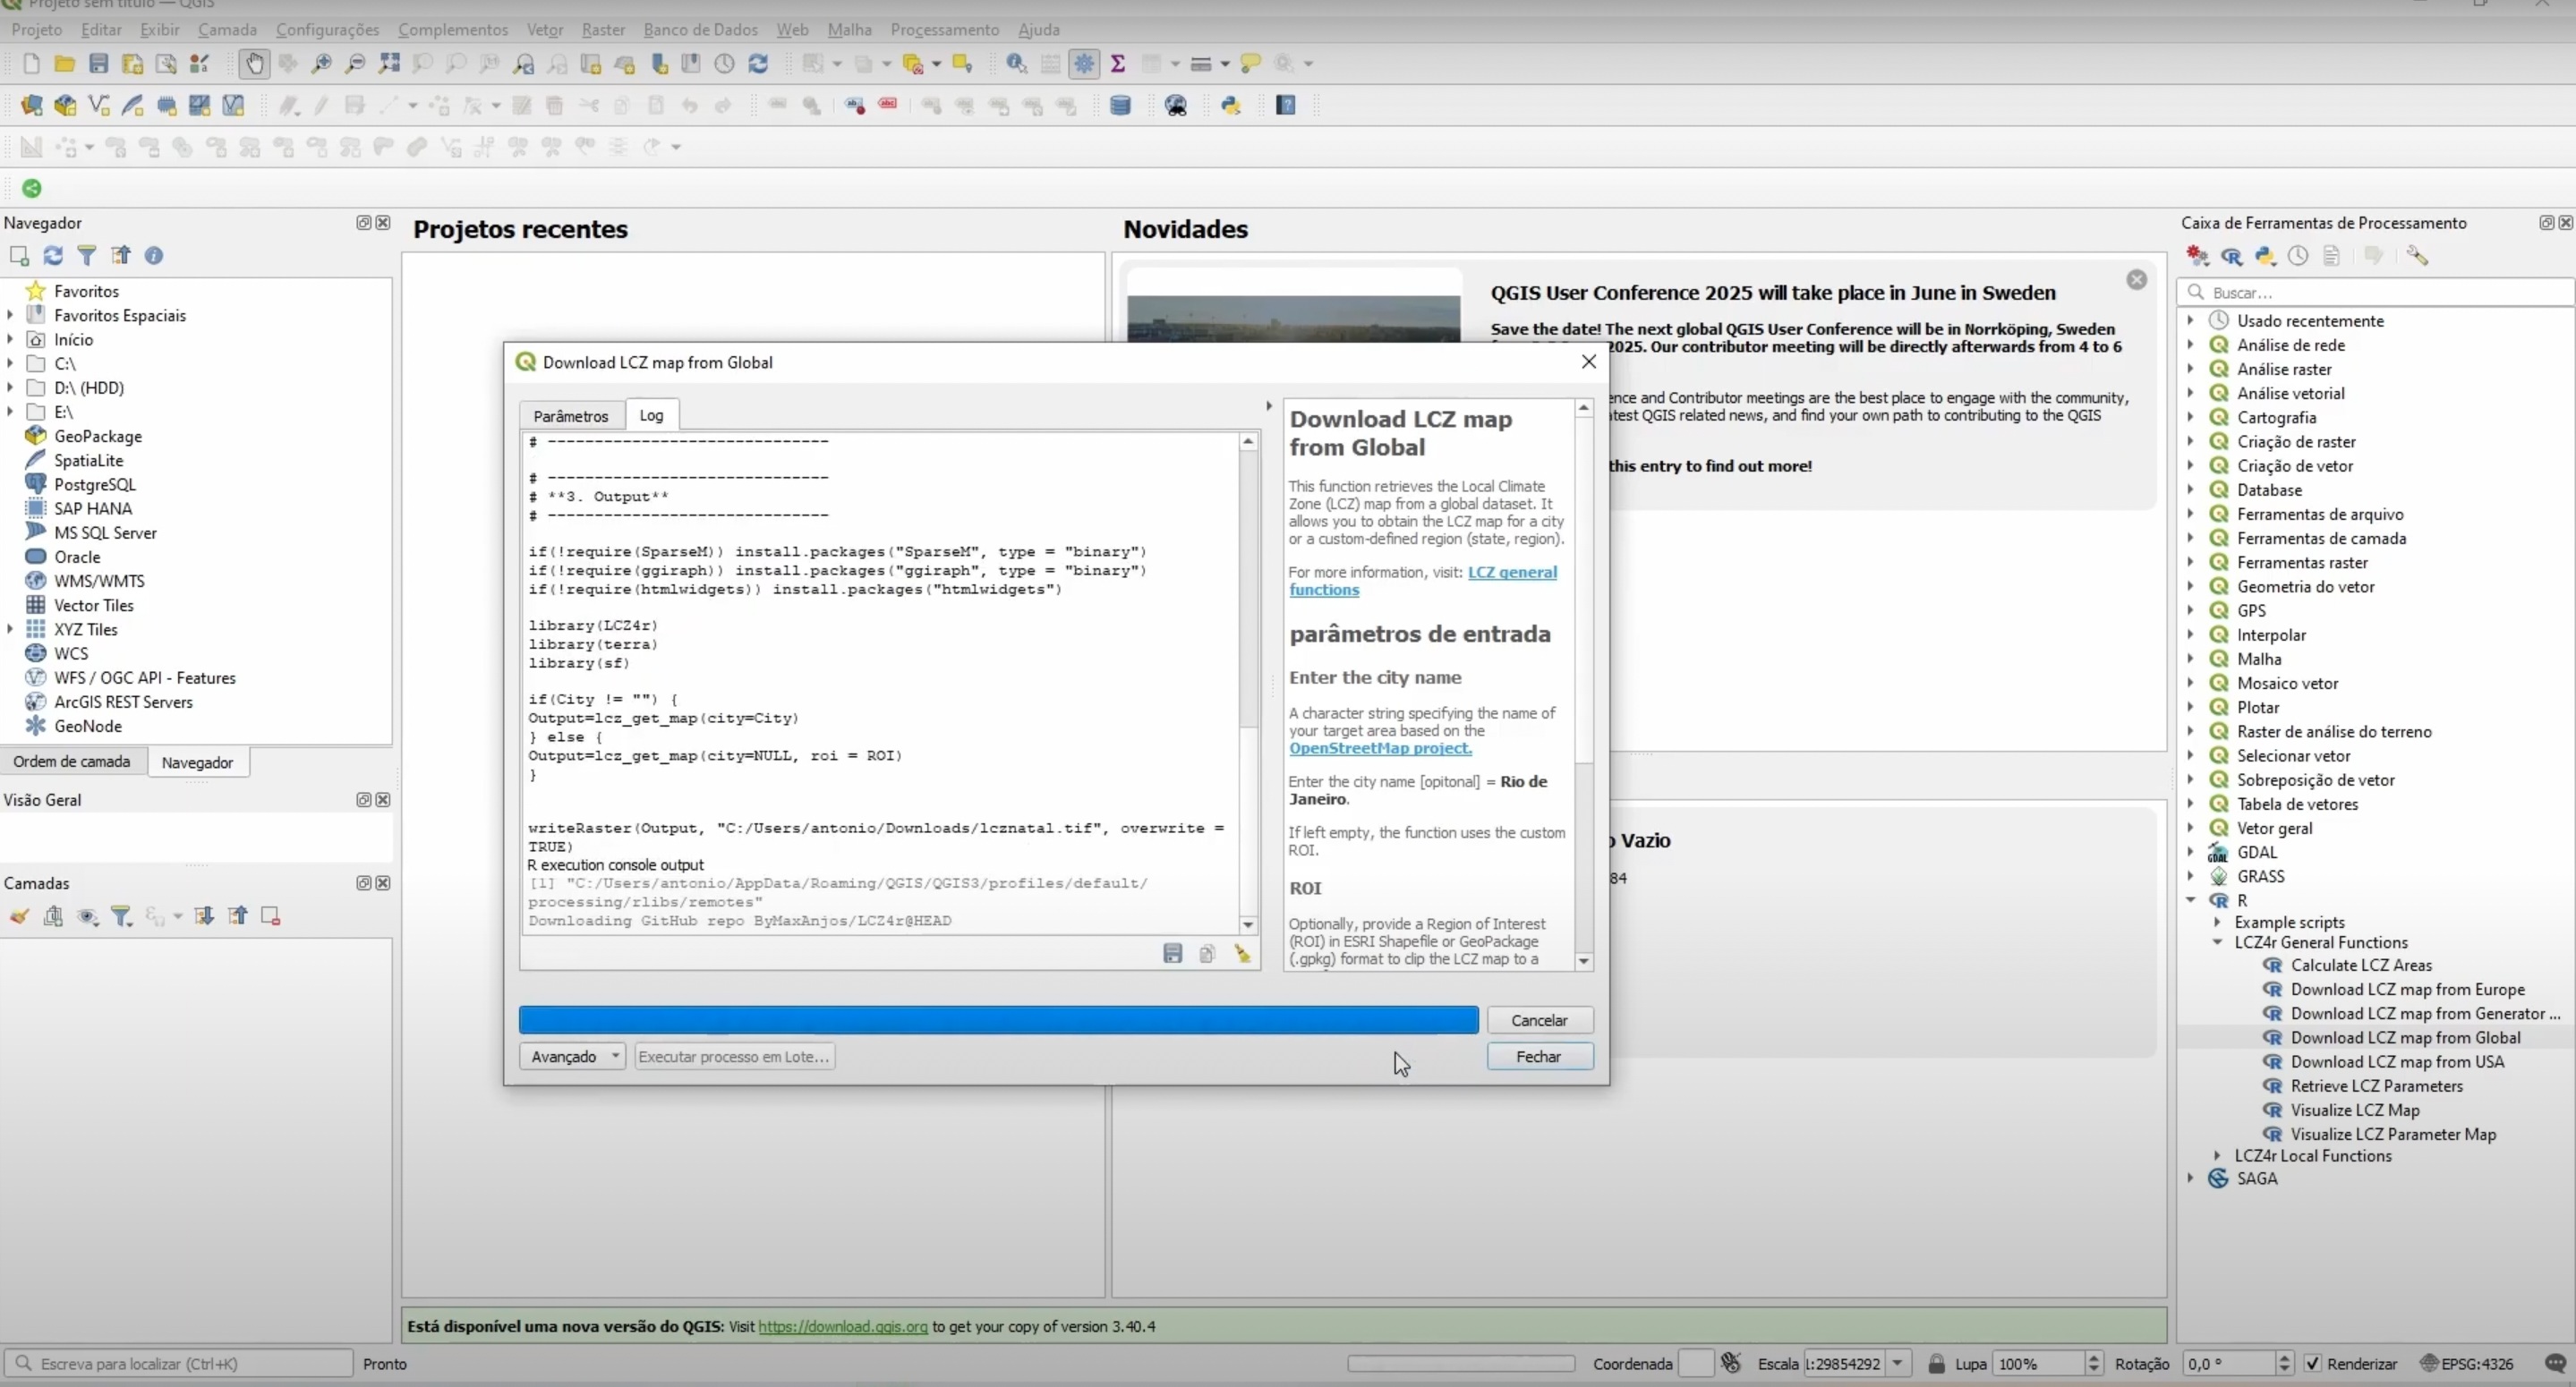 Projeto sem título — QGIS
Projeto Editar Exibir Camada Configurações Complementos Vetor Raster Banco de Dados Web Malha Processamento Ajuda
Navegador
Favoritos
Favoritos Espaciais
Início
C:\
D:\ (HDD)
E:\
GeoPackage
SpatiaLite
PostgreSQL
SAP HANA
MS SQL Server
Oracle
WMS/WMTS
Vector Tiles
XYZ Tiles
WCS
WFS / OGC API - Features
ArcGIS REST Servers
GeoNode
Ordem de camada Navegador
Visão Geral
Camadas
Projetos recentes
Novidades
QGIS User Conference 2025 will take place in June in Sweden
Save the date! The next global QGIS User Conference will be in Norrköping, Sweden
2025. Our contributor meeting will be directly afterwards from 4 to 6
ence and Contributor meetings are the best place to engage with the community,
atest QGIS related news, and find your own path to contributing to the QGIS
this entry to find out more!
o Vazio
84
Download LCZ map from Global
Parâmetros Log
# ------------------------------
# ------------------------------
# **3. Output**
# ------------------------------
if(!require(SparseM)) install.packages("SparseM", type = "binary")
if(!require(ggiraph)) install.packages("ggiraph", type = "binary")
if(!require(htmlwidgets)) install.packages("htmlwidgets")
library(LCZ4r)
library(terra)
library(sf)
if(City != "") {
Output=lcz_get_map(city=City)
} else {
Output=lcz_get_map(city=NULL, roi = ROI)
}
writeRaster(Output, "C:/Users/antonio/Downloads/lcznatal.tif", overwrite =
TRUE)
R execution console output
[1] "C:/Users/antonio/AppData/Roaming/QGIS/QGIS3/profiles/default/
processing/rlibs/remotes"
Downloading GitHub repo ByMaxAnjos/LCZ4r@HEAD
Download LCZ map
from Global
This function retrieves the Local Climate
Zone (LCZ) map from a global dataset. It
allows you to obtain the LCZ map for a city
or a custom-defined region (state, region).
For more information, visit: LCZ general
functions
parâmetros de entrada
Enter the city name
A character string specifying the name of
your target area based on the
OpenStreetMap project.
Enter the city name [opitonal] = Rio de
Janeiro.
If left empty, the function uses the custom
ROI.
ROI
Optionally, provide a Region of Interest
(ROI) in ESRI Shapefile or GeoPackage
(.gpkg) format to clip the LCZ map to a
Cancelar
Avançado Executar processo em Lote... Fechar
Caixa de Ferramentas de Processamento
Buscar...
Usado recentemente
Análise de rede
Análise raster
Análise vetorial
Cartografia
Criação de raster
Criação de vetor
Database
Ferramentas de arquivo
Ferramentas de camada
Ferramentas raster
Geometria do vetor
GPS
Interpolar
Malha
Mosaico vetor
Plotar
Raster de análise do terreno
Selecionar vetor
Sobreposição de vetor
Tabela de vetores
Vetor geral
GDAL
GRASS
R
Example scripts
LCZ4r General Functions
Calculate LCZ Areas
Download LCZ map from Europe
Download LCZ map from Generator ...
Download LCZ map from Global
Download LCZ map from USA
Retrieve LCZ Parameters
Visualize LCZ Map
Visualize LCZ Parameter Map
LCZ4r Local Functions
SAGA
Está disponível uma nova versão do QGIS: Visit https://download.qgis.org to get your copy of version 3.40.4
Escreva para localizar (Ctrl+K) Pronto Coordenada Escala 1:29854292 Lupa 100% Rotação 0,0 ° Renderizar EPSG:4326